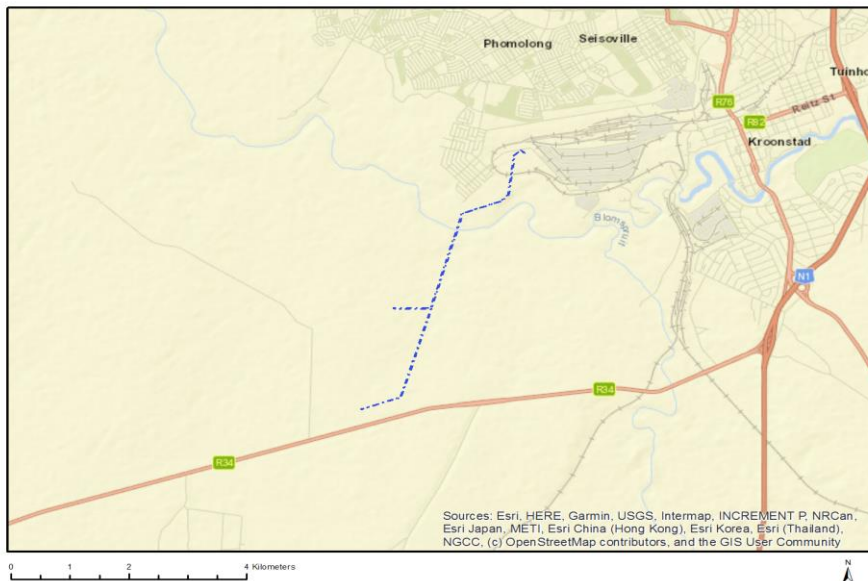 Phomolong
Seisoville
Tuinho
R76
Reitz St
R82
Kroonstad
Blomspruit
N1
R34
R34
Sources: Esri, HERE, Garmin, USGS, Intermap, INCREMENT P, NRCan,
Esri Japan, METI, Esri China (Hong Kong), Esri Korea, Esri (Thailand),
NGCC, (c) OpenStreetMap contributors, and the GIS User Community
0 1 2 4 Kilometers
N